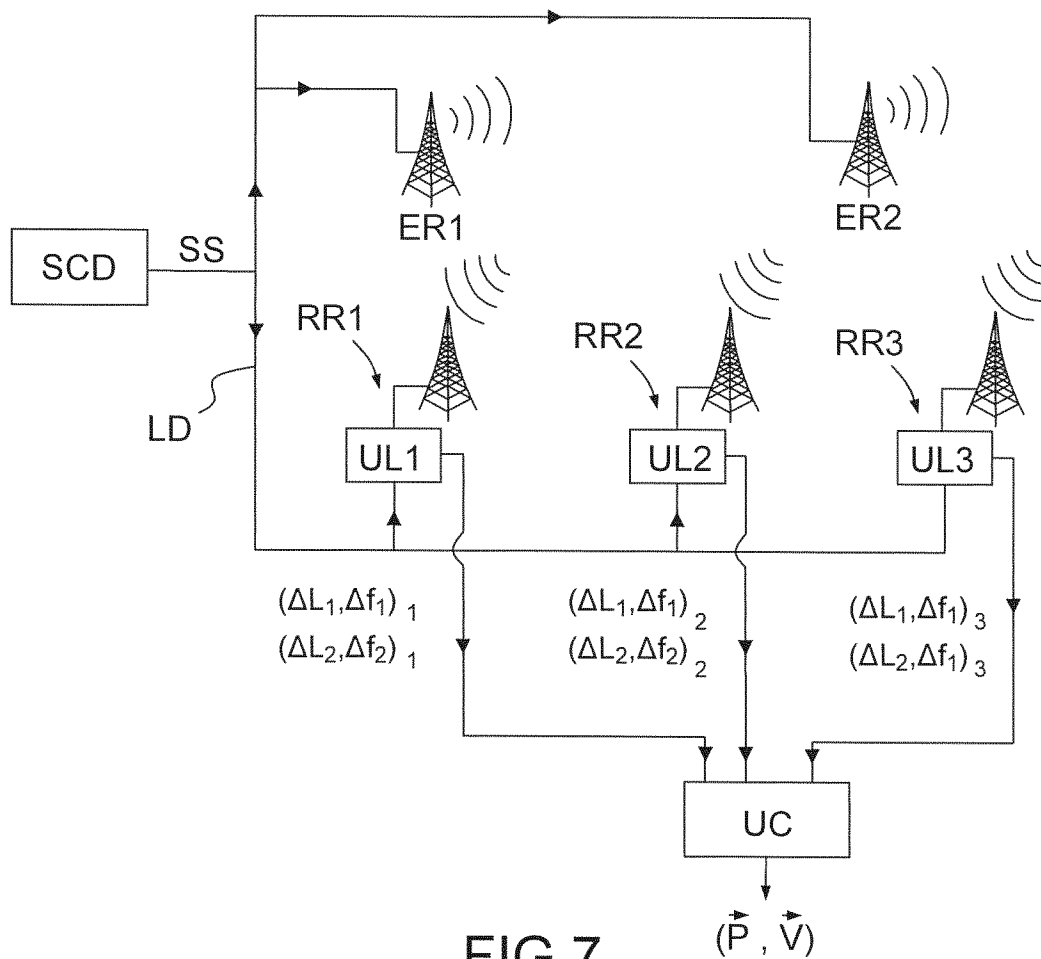 ER1
ER2
SCD
SS
RR1
RR2
RR3
LD
UL1
UL2
UL3
(ΔL₁,Δf₁) ₁
(ΔL₂,Δf₂) ₁
(ΔL₁,Δf₁) ₂
(ΔL₂,Δf₂) ₂
(ΔL₁,Δf₁) ₃
(ΔL₂,Δf₁) ₃
UC
(P⃗ , V⃗)
FIG.7